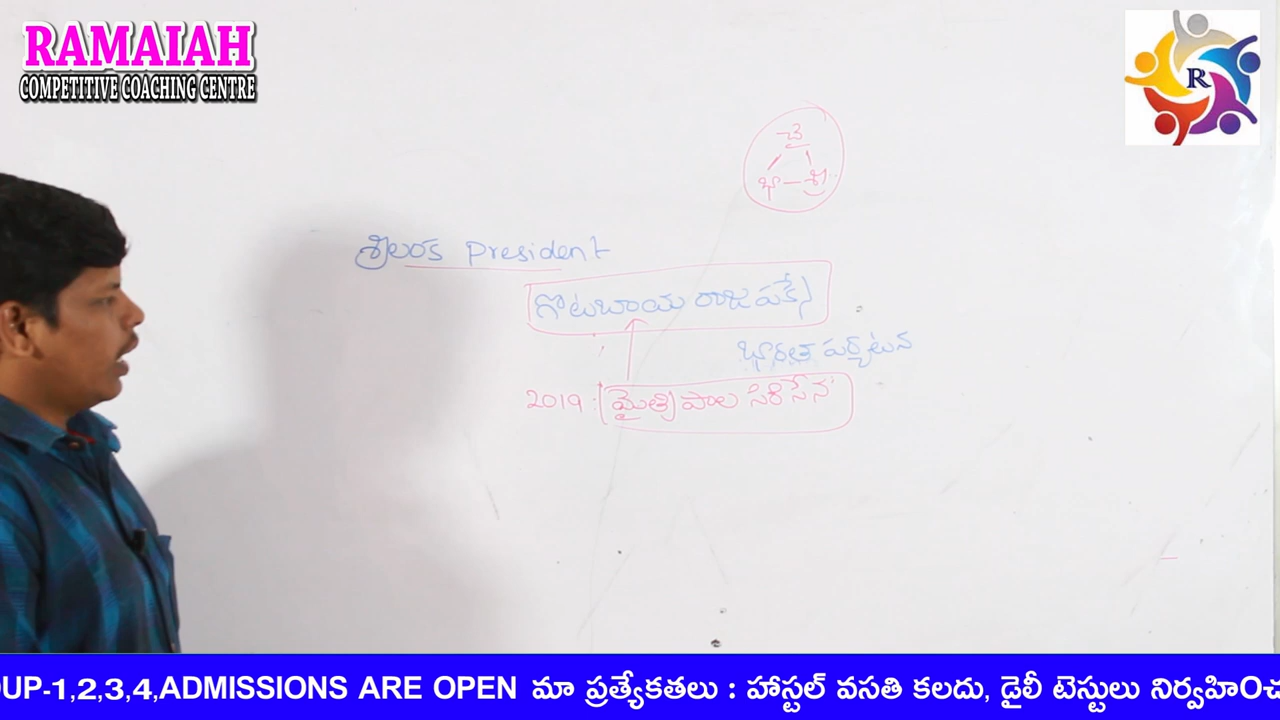 RAMAIAH
COMPETITIVE COACHING CENTRE
R
చై
భా - శ్రీ
శ్రీలంక President
గొటబాయ రాజపక్సే
భారత పర్యటన
2019 : మైత్రిపాల సిరిసేన
OUP-1,2,3,4,ADMISSIONS ARE OPEN మా ప్రత్యేకతలు : హాస్టల్ వసతి కలదు, డైలీ టెస్టులు నిర్వహించ